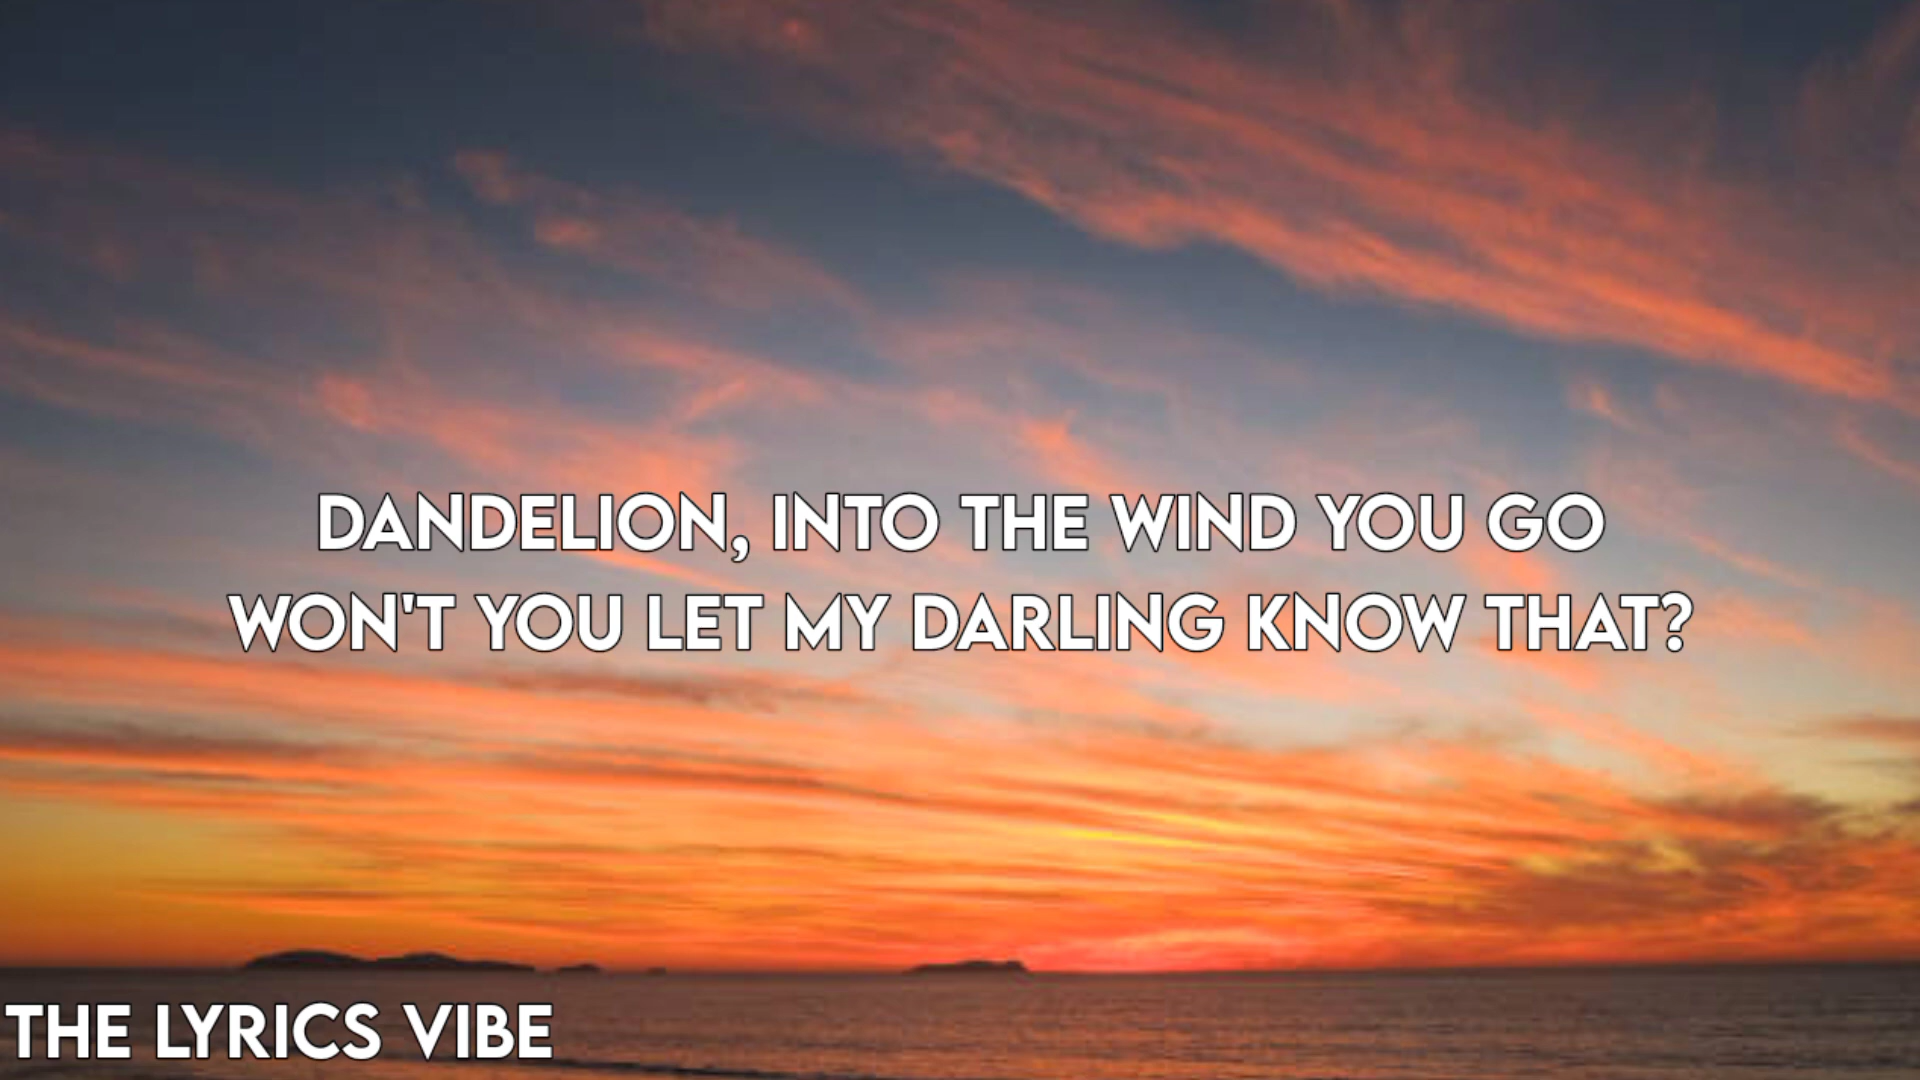 DANDELION, INTO THE WIND YOU GO
WON'T YOU LET MY DARLING KNOW THAT?
THE LYRICS VIBE